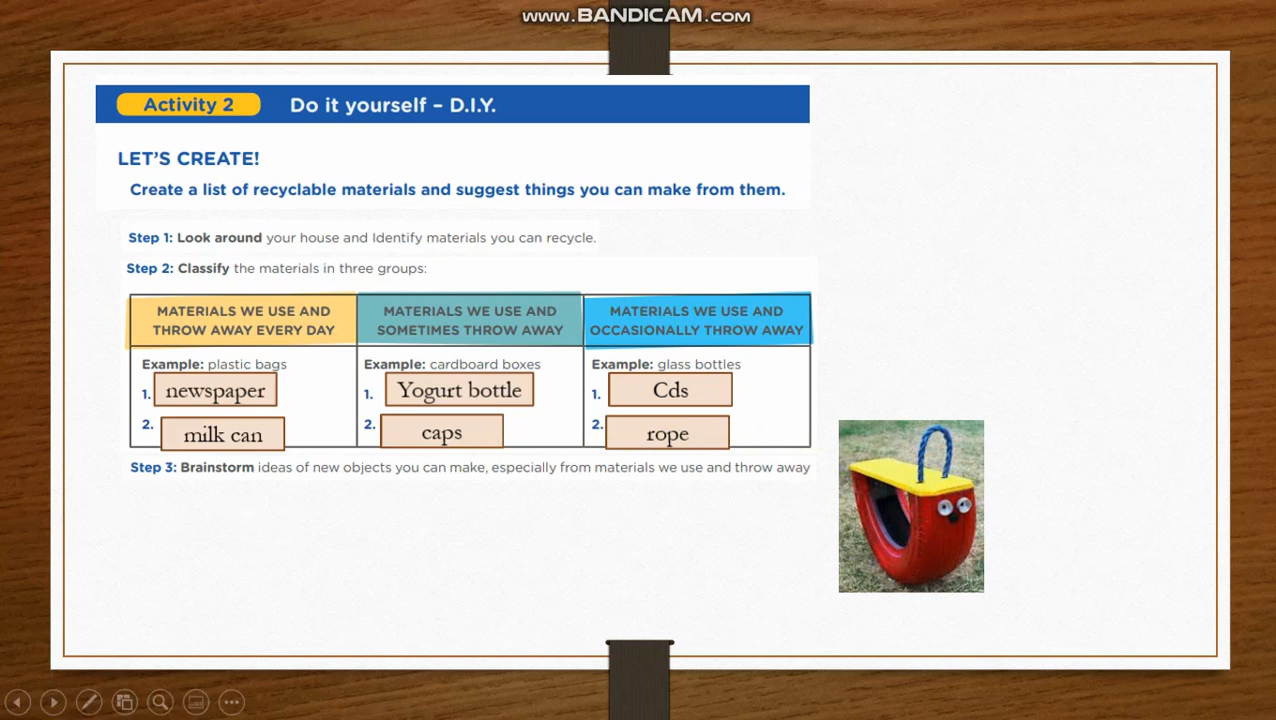 www.BANDICAM.com
Activity 2 Do it yourself – D.I.Y.
LET'S CREATE!
Create a list of recyclable materials and suggest things you can make from them.
Step 1: Look around your house and Identify materials you can recycle.
Step 2: Classify the materials in three groups:
MATERIALS WE USE AND
THROW AWAY EVERY DAY
MATERIALS WE USE AND
SOMETIMES THROW AWAY
MATERIALS WE USE AND
OCCASIONALLY THROW AWAY
Example: plastic bags
1. newspaper
2. milk can
Example: cardboard boxes
1. Yogurt bottle
2. caps
Example: glass bottles
1. Cds
2. rope
Step 3: Brainstorm ideas of new objects you can make, especially from materials we use and throw away